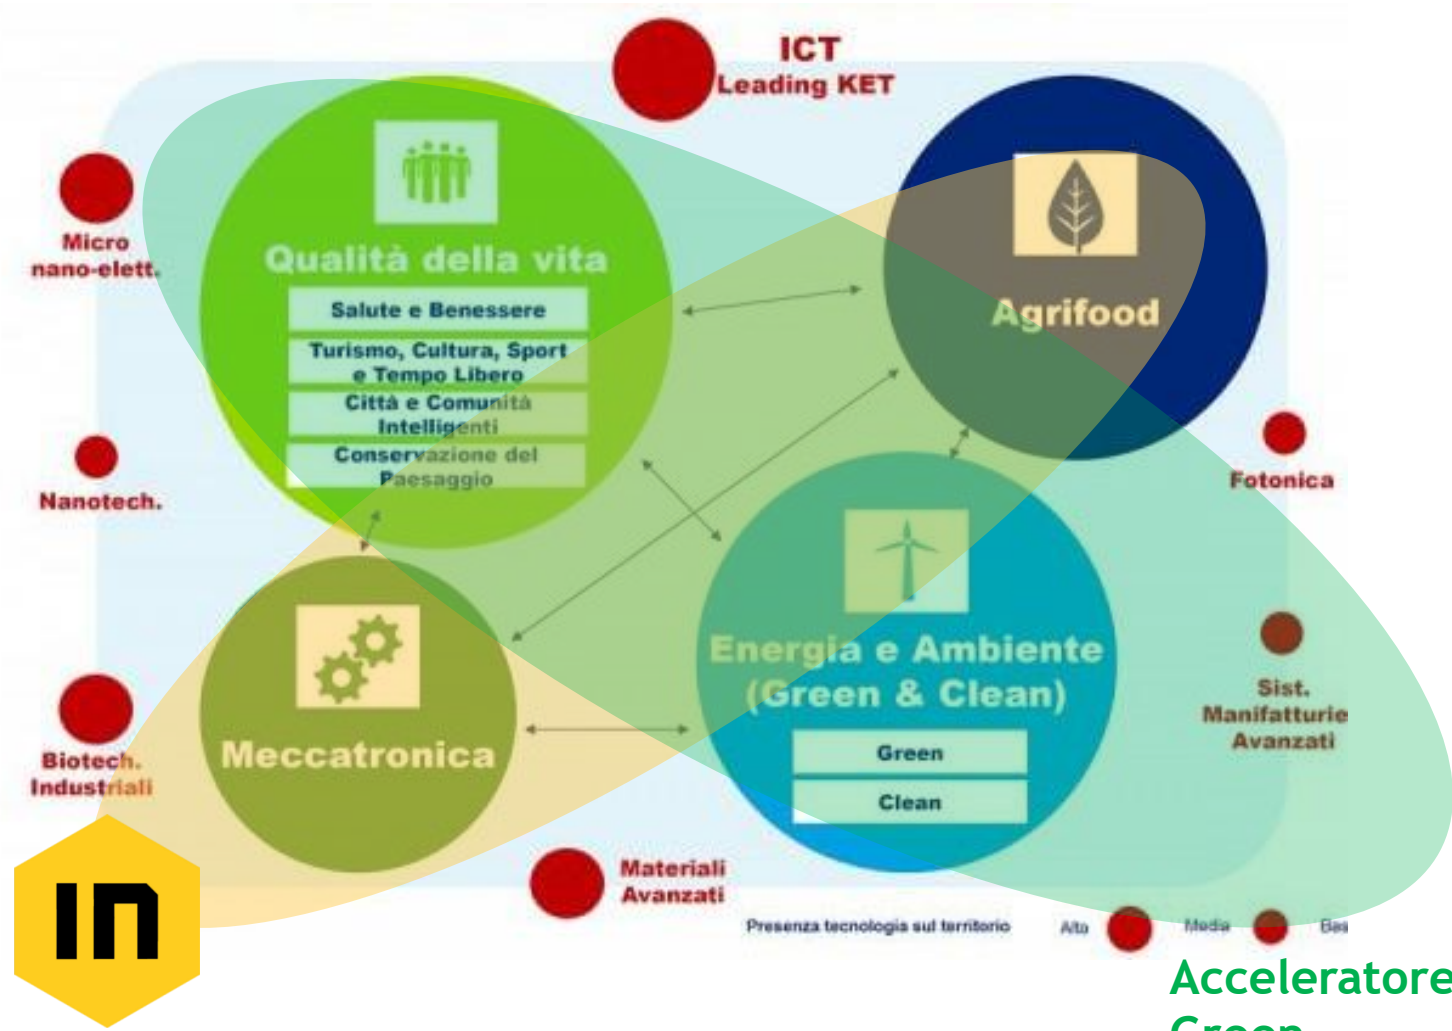 ICT
Leading KET
Micro
nano-elett.
Qualità della vita
Salute e Benessere
Turismo, Cultura, Sport
e Tempo Libero
Città e Comunità
Intelligenti
Conservazione del
Paesaggio
Agrifood
Nanotech.
Fotonica
Energia e Ambiente
(Green & Clean)
Green
Clean
Meccatronica
Sist.
Manifatturie
Avanzati
Biotech.
Industriali
Materiali
Avanzati
IN
Presenza tecnologia sul territorio
Alta
Media
Bas
Acceleratore
Green